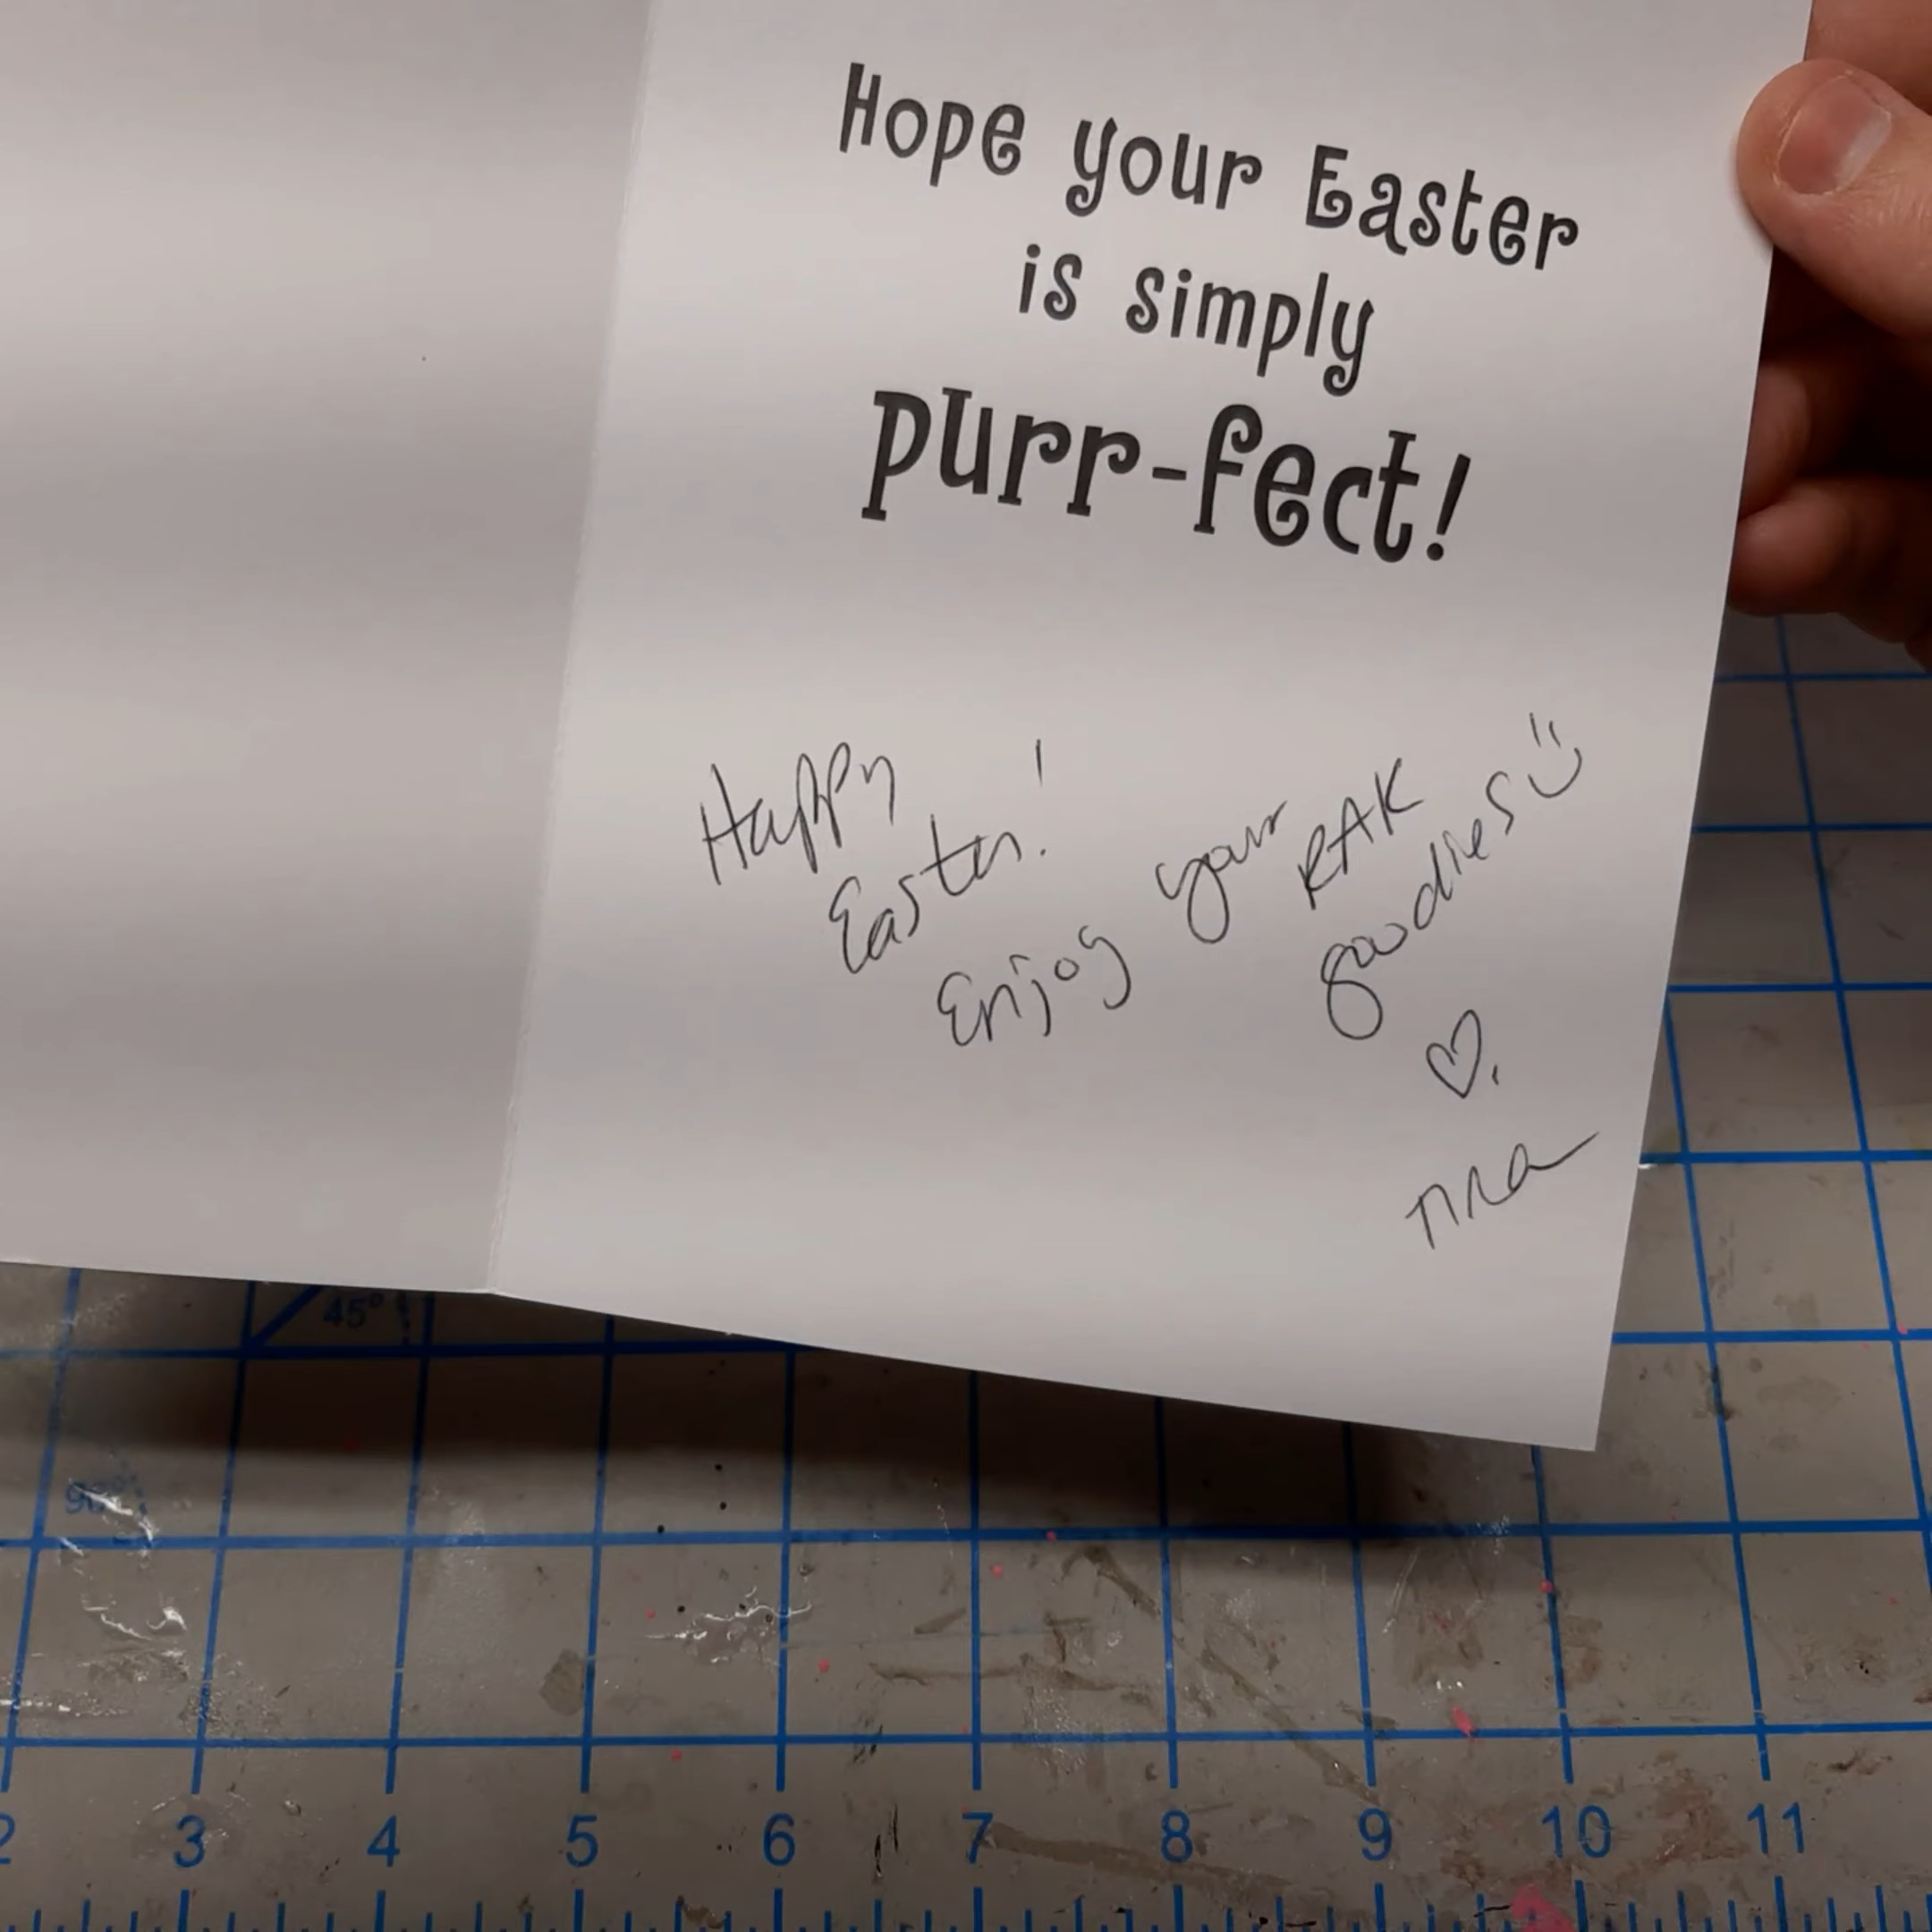 Hope your Easter
is simply
purr-fect!
Happy
Easter!
Enjoy your RAK
goodies
45°
90°
2 3 4 5 6 7 8 9 10 11